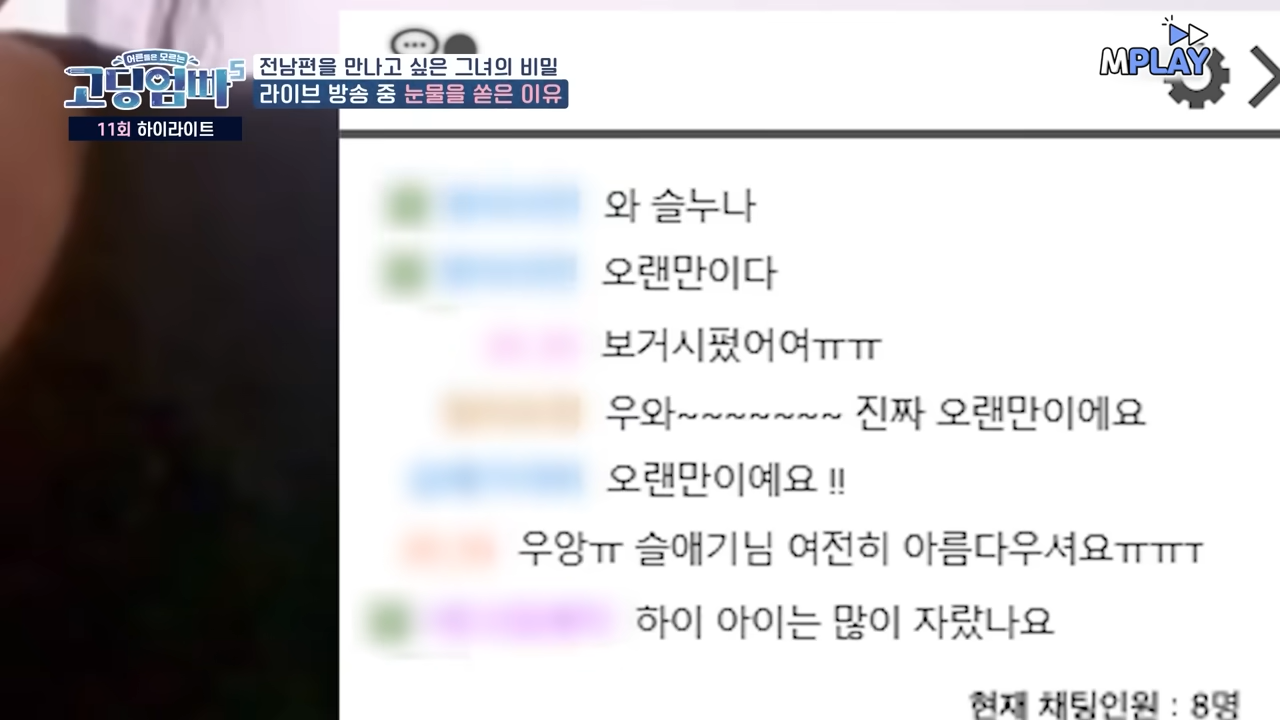 어른들은 모르는
고딩엄빠5
11회 하이라이트
전남편을 만나고 싶은 그녀의 비밀
라이브 방송 중 눈물을 쏟은 이유
MPLAY
와 슬누나
오랜만이다
보거시펐어여ㅠㅠ
우와~~~~~~~ 진짜 오랜만이에요
오랜만이예요 !!
우앙ㅠ 슬애기님 여전히 아름다우셔요ㅠㅠㅜ
하이 아이는 많이 자랐나요
현재 채팅인원 : 8명